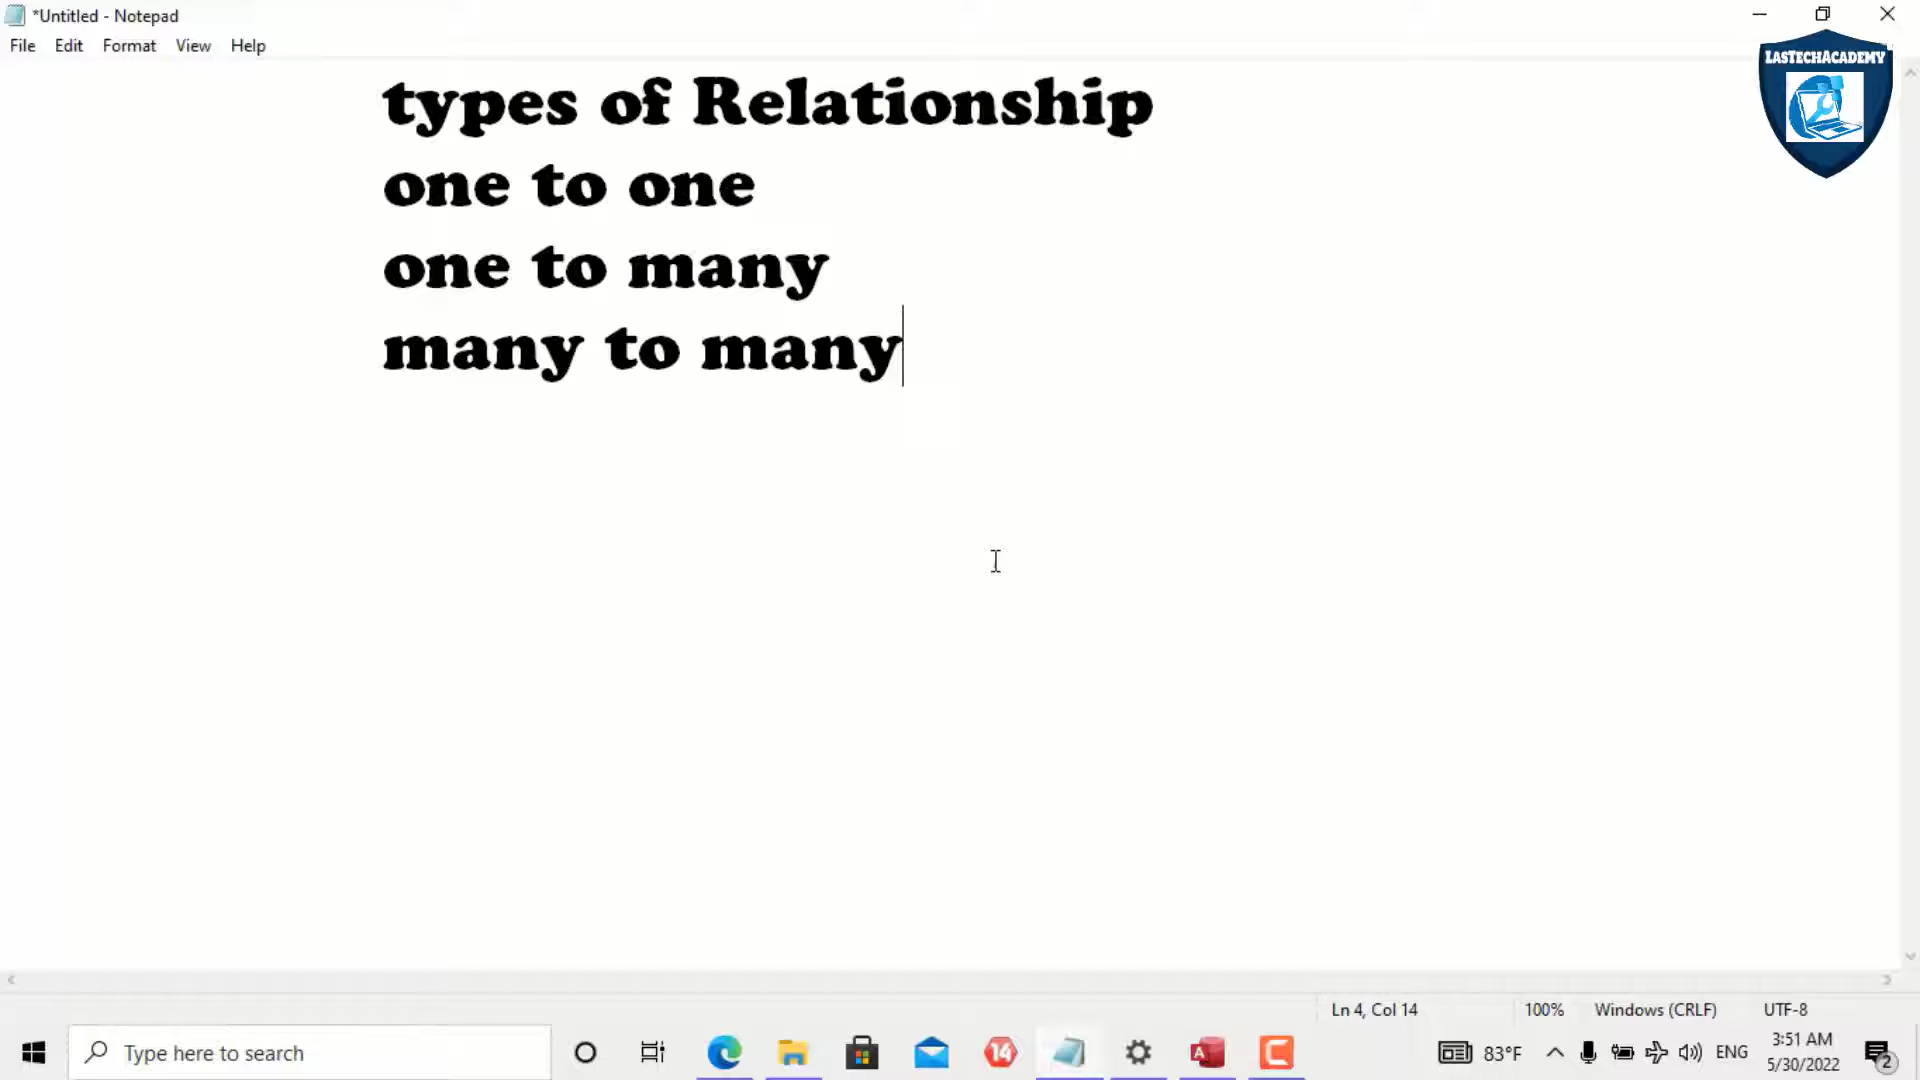 *Untitled - Notepad
File Edit Format View Help
LASTECHACADEMY
types of Relationship
one to one
one to many
many to many
Ln 4, Col 14 100% Windows (CRLF) UTF-8
Type here to search
14
A
C
83°F
ENG
3:51 AM
5/30/2022
2